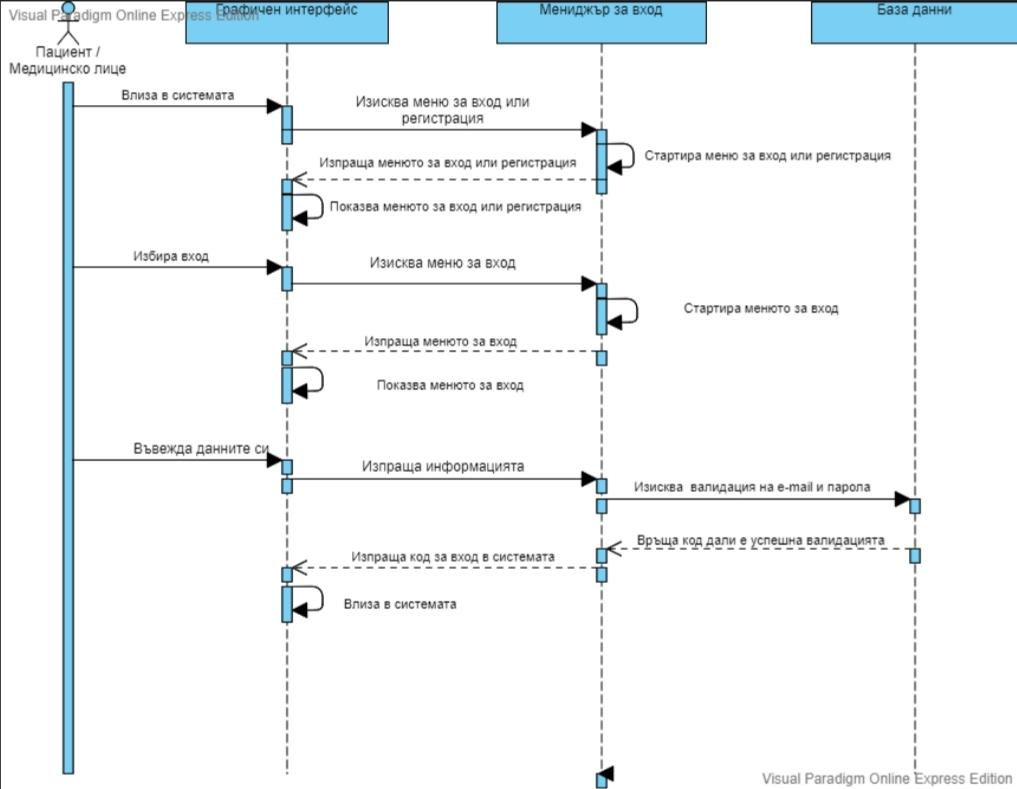 Visual Paradigm Online Express Edition
Графичен интерфейс
Мениджър за вход
База данни
Пациент /
Медицинско лице
Влиза в системата
Изисква меню за вход или
регистрация
Стартира меню за вход или регистрация
Изпраща менюто за вход или регистрация
Показва менюто за вход или регистрация
Избира вход
Изисква меню за вход
Стартира менюто за вход
Изпраща менюто за вход
Показва менюто за вход
Въвежда данните си
Изпраща информацията
Изисква валидация на e-mail и парола
Връща код дали е успешна валидацията
Изпраща код за вход в системата
Влиза в системата
Visual Paradigm Online Express Edition